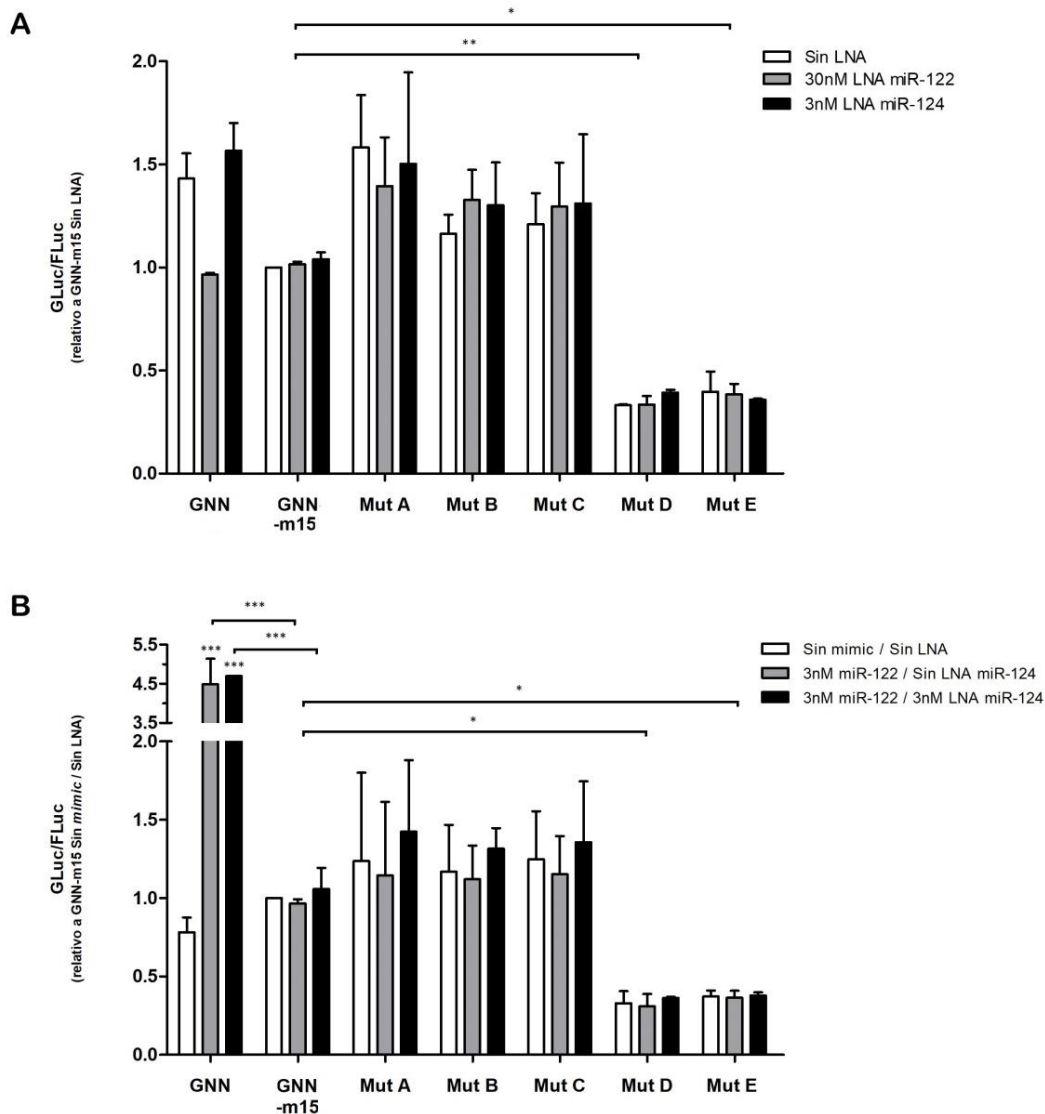 A
*
**
Sin LNA
30nM LNA miR-122
3nM LNA miR-124
GLuc/FLuc
(relativo a GNN-m15 Sin LNA)
2.0
1.5
1.0
0.5
0.0
GNN
GNN
-m15
Mut A
Mut B
Mut C
Mut D
Mut E
B
***
***
***
***
*
*
Sin mimic / Sin LNA
3nM miR-122 / Sin LNA miR-124
3nM miR-122 / 3nM LNA miR-124
GLuc/FLuc
(relativo a GNN-m15 Sin mimic / Sin LNA)
5.5
4.5
3.5
2.0
1.5
1.0
0.5
0.0
GNN
GNN
-m15
Mut A
Mut B
Mut C
Mut D
Mut E